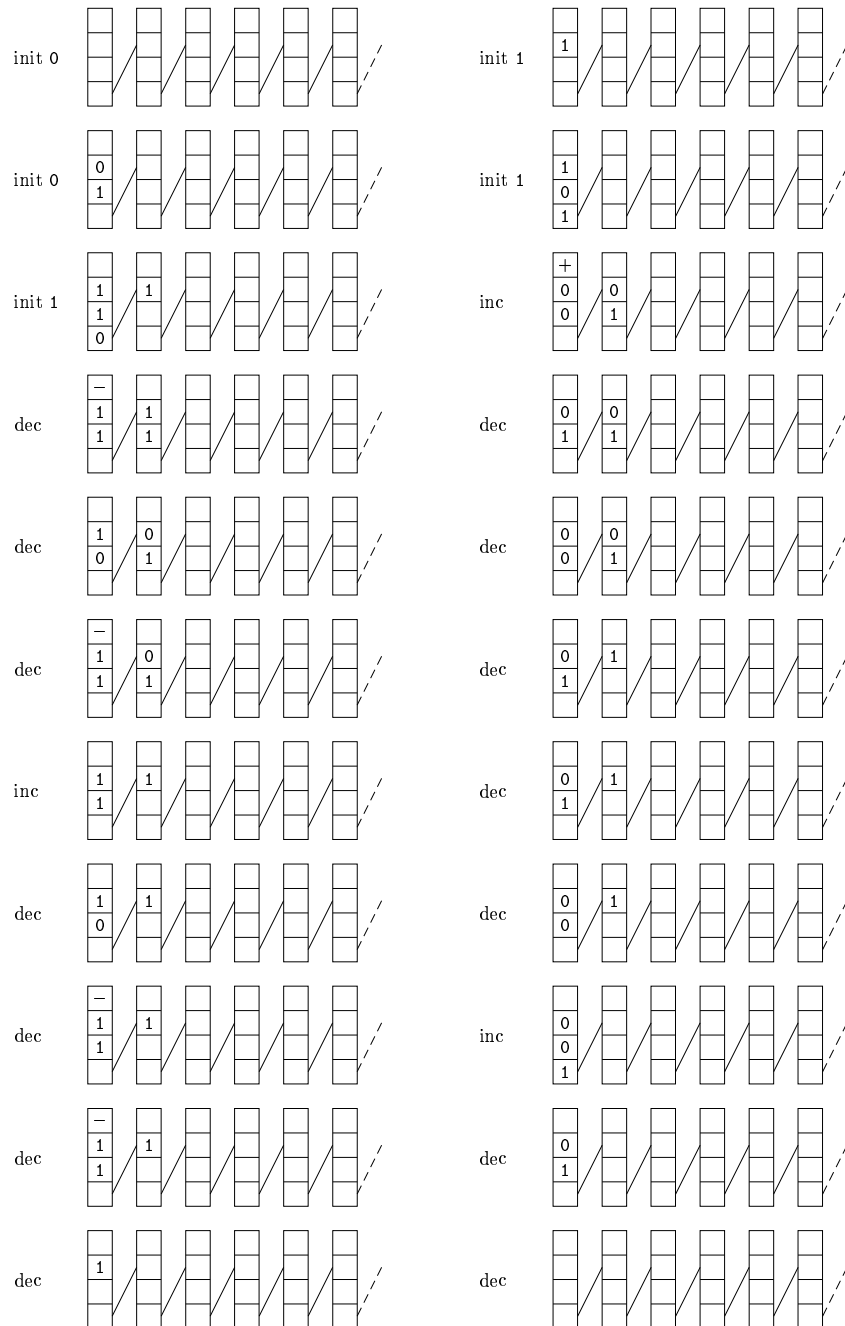 init 0 init 1
1
init 0 0 1 init 1 1
1 0
1
init 1 1 1 inc +
0 0
1 0 1
0
dec − dec
1 1 0 0
1 1 1 1
dec 1 0 dec 0 0
0 1 0 1
dec − dec
1 0 0 1
1 1 1
inc 1 1 dec 0 1
1 1
dec 1 1 dec 0 1
0 0
dec − inc
1 1 0
1 0
1
dec − dec
1 1 0
1 1
dec 1 dec